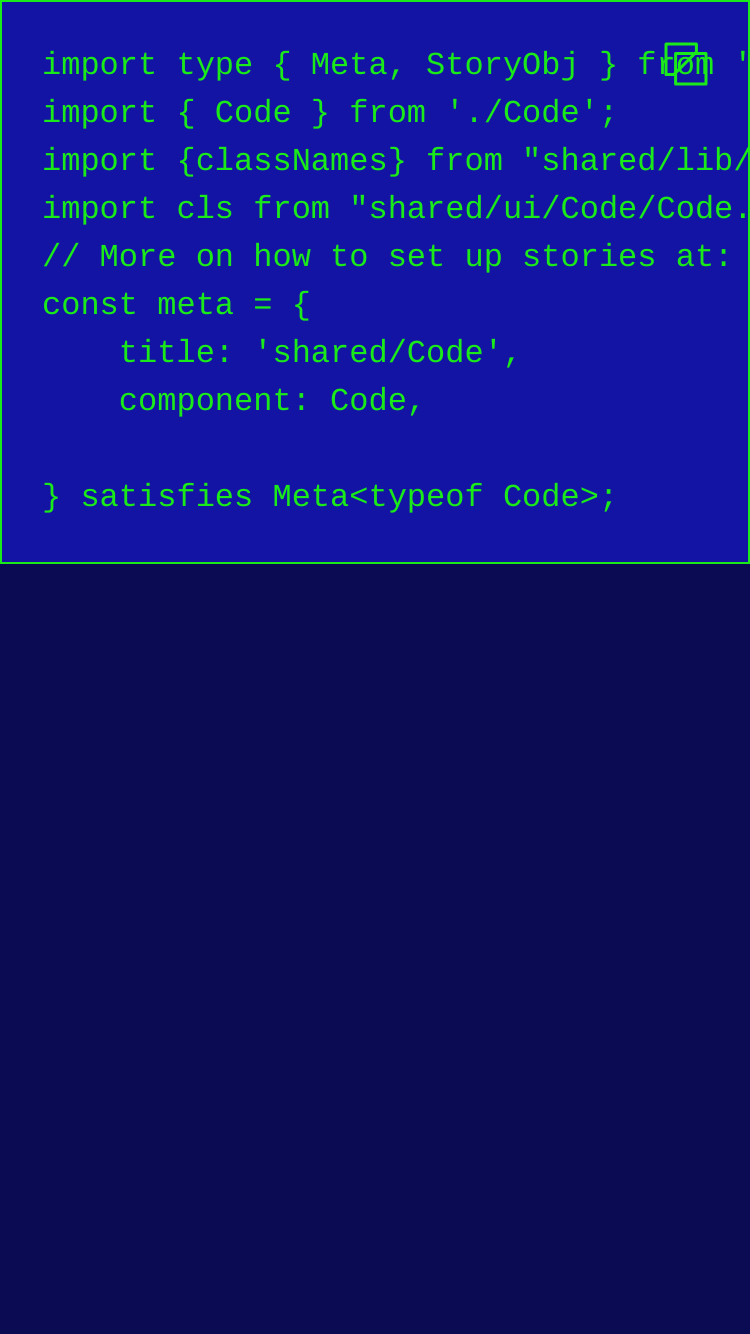 import type { Meta, StoryObj } from '
import { Code } from './Code';
import {classNames} from "shared/lib/
import cls from "shared/ui/Code/Code.
// More on how to set up stories at:
const meta = {
    title: 'shared/Code',
    component: Code,

} satisfies Meta<typeof Code>;